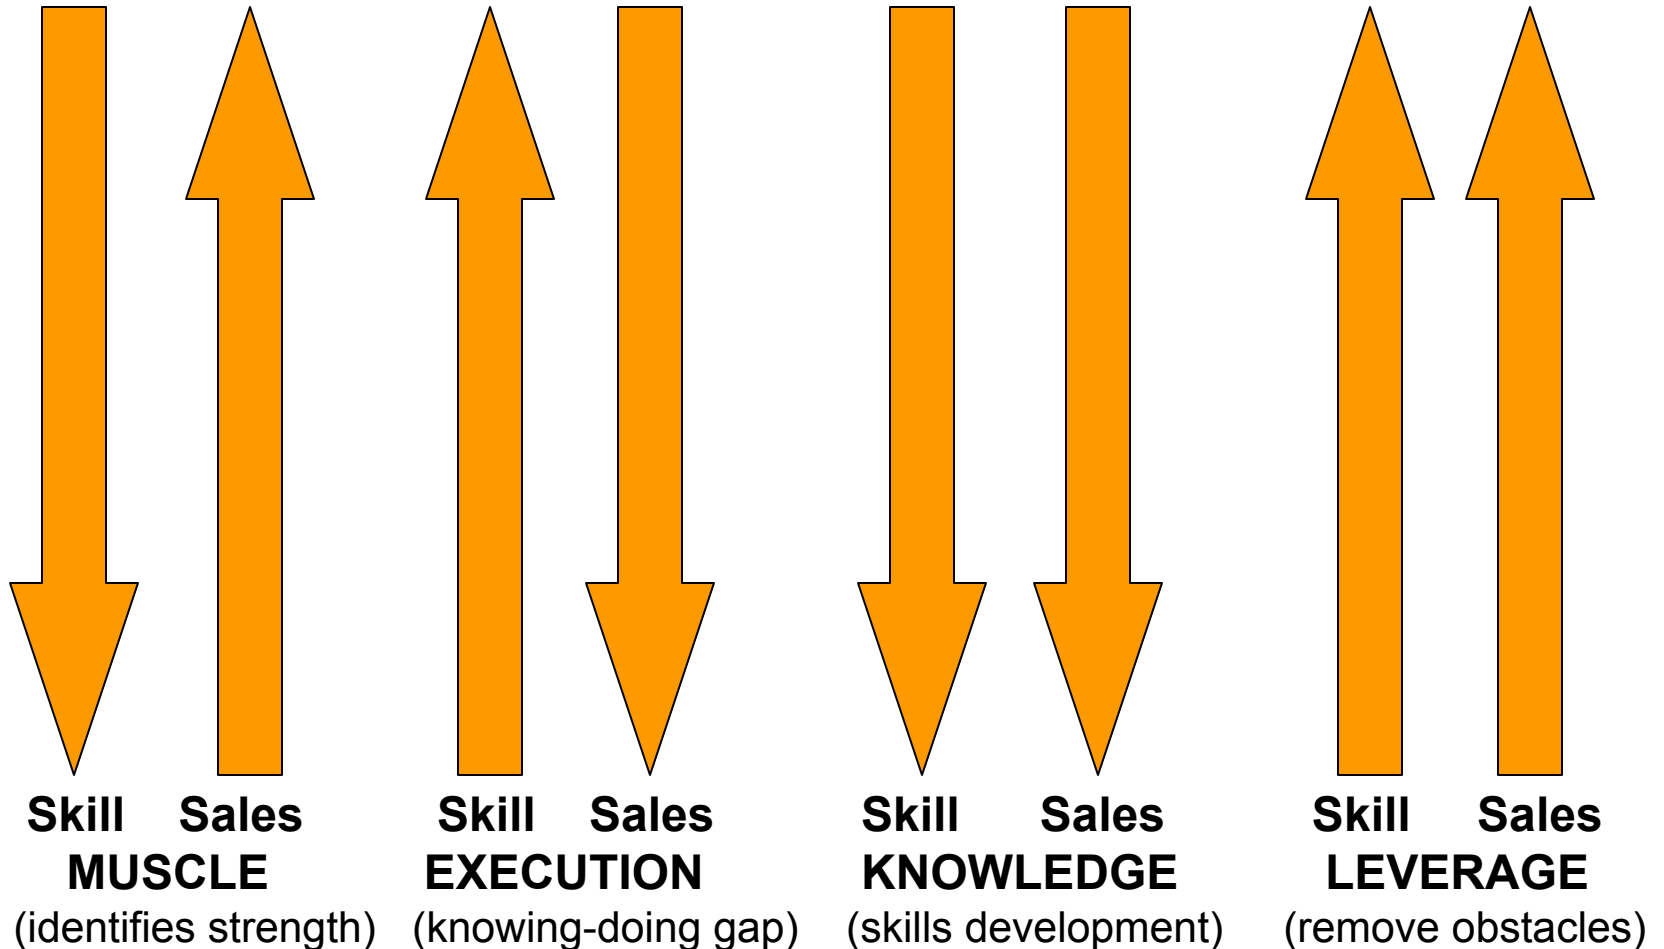 Skill Sales Skill Sales Skill Sales Skill Sales
MUSCLE EXECUTION KNOWLEDGE LEVERAGE
(identifies strength) (knowing-doing gap) (skills development) (remove obstacles)